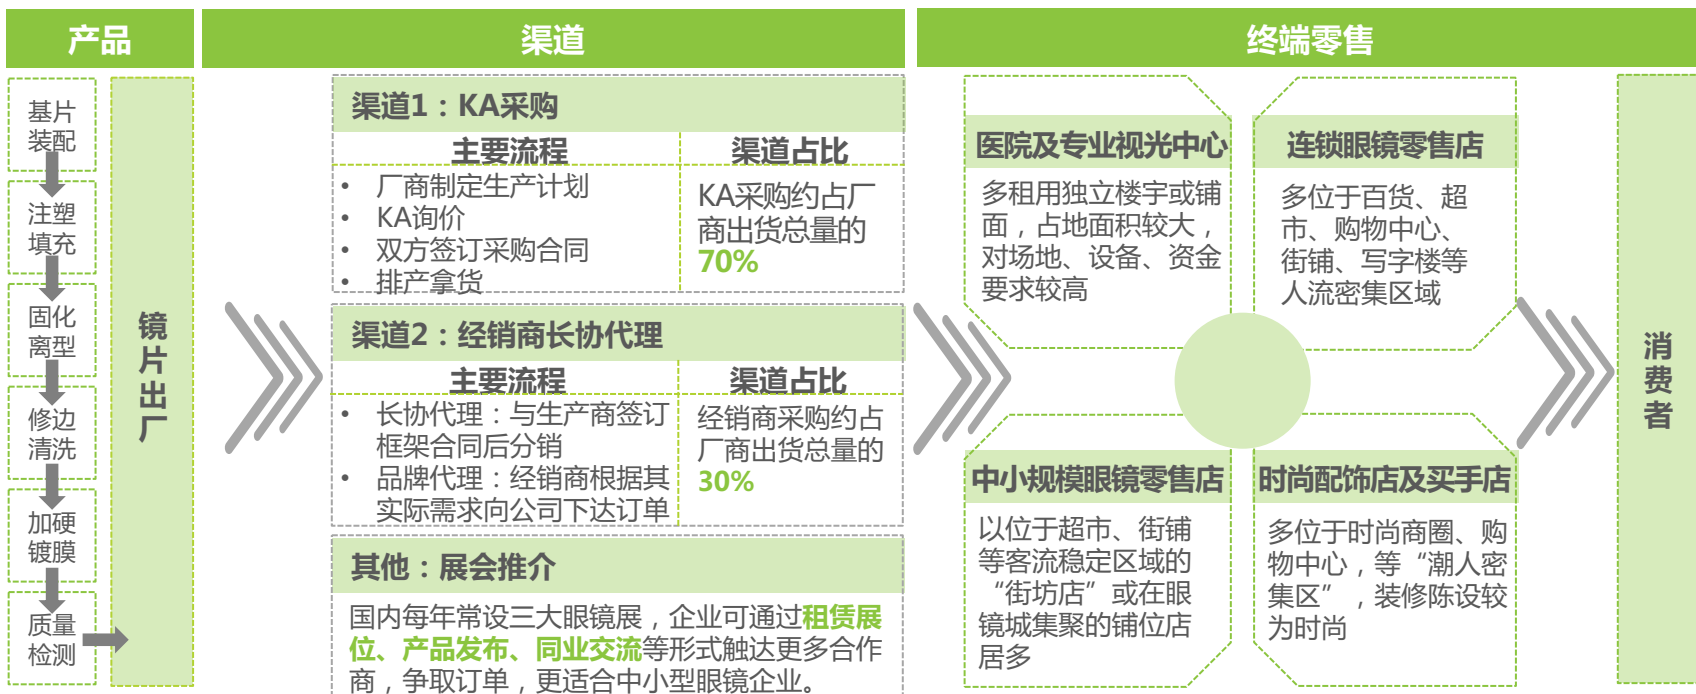 产品
渠道
终端零售
基片
装配
注塑
填充
固化
离型
修边
清洗
加硬
镀膜
质量
检测
镜
片
出
厂
渠道1：KA采购
主要流程
渠道占比
• 厂商制定生产计划
• KA询价
• 双方签订采购合同
• 排产拿货
KA采购约占厂
商出货总量的
70%
渠道2：经销商长协代理
主要流程
渠道占比
• 长协代理：与生产商签订
框架合同后分销
• 品牌代理：经销商根据其
实际需求向公司下达订单
经销商采购约占
厂商出货总量的
30%
其他：展会推介
国内每年常设三大眼镜展，企业可通过租赁展
位、产品发布、同业交流等形式触达更多合作
商，争取订单，更适合中小型眼镜企业。
医院及专业视光中心
多租用独立楼宇或铺
面，占地面积较大，
对场地、设备、资金
要求较高
连锁眼镜零售店
多位于百货、超
市、购物中心、
街铺、写字楼等
人流密集区域
中小规模眼镜零售店
以位于超市、街铺
等客流稳定区域的
“街坊店”或在眼
镜城集聚的铺位店
居多
时尚配饰店及买手店
多位于时尚商圈、购
物中心，等“潮人密
集区”，装修陈设较
为时尚
消
费
者